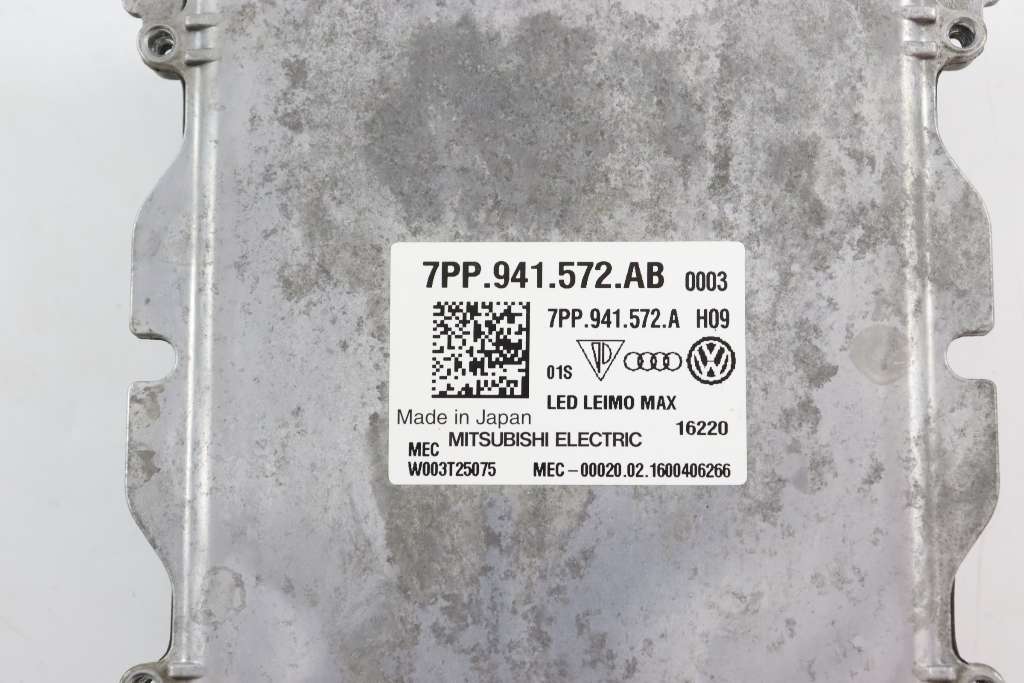 7PP.941.572.AB 0003
7PP.941.572.A H09
01S
LED LEIMO MAX
Made in Japan
16220
MEC MITSUBISHI ELECTRIC
W003T25075 MEC-00020.02.1600406266